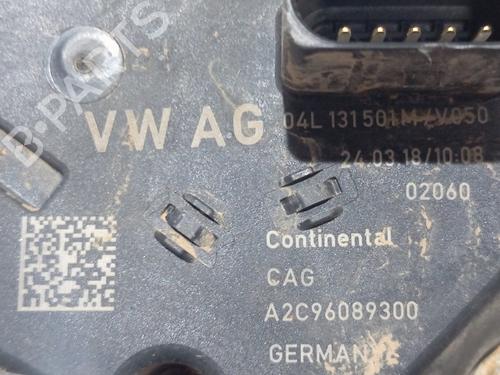 B-PARTS
VW AG
04L 131 501 M /V050
24.03.18/10:08
02060
Continental
CAG
A2C96089300
GERMANY